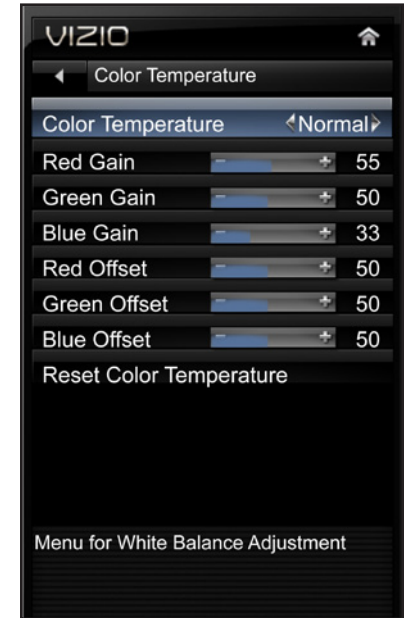 VIZIO
Color Temperature
Color Temperature Normal
Red Gain - + 55
Green Gain - + 50
Blue Gain - + 33
Red Offset - + 50
Green Offset - + 50
Blue Offset - + 50
Reset Color Temperature
Menu for White Balance Adjustment